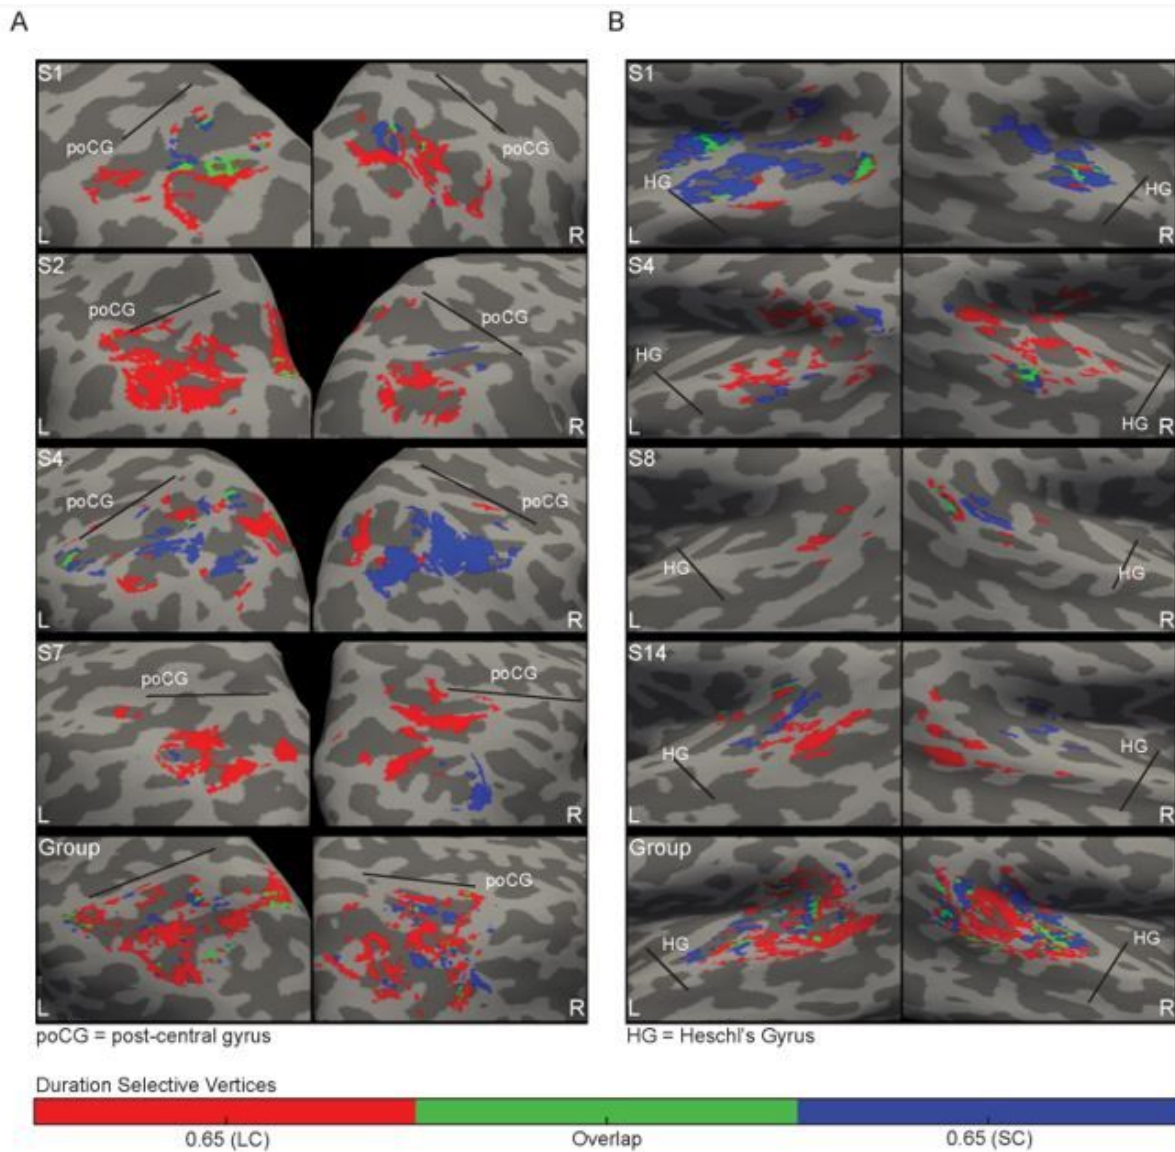 A
B
S1
poCG
poCG
L
R
S1
HG
HG
L
R
S2
poCG
poCG
L
R
S4
HG
HG
L
R
S4
poCG
poCG
L
R
S8
HG
HG
L
R
S7
poCG
poCG
L
R
S14
HG
HG
L
R
Group
poCG
L
R
Group
HG
HG
L
R
poCG = post-central gyrus
HG = Heschl's Gyrus
Duration Selective Vertices
0.65 (LC)
Overlap
0.65 (SC)